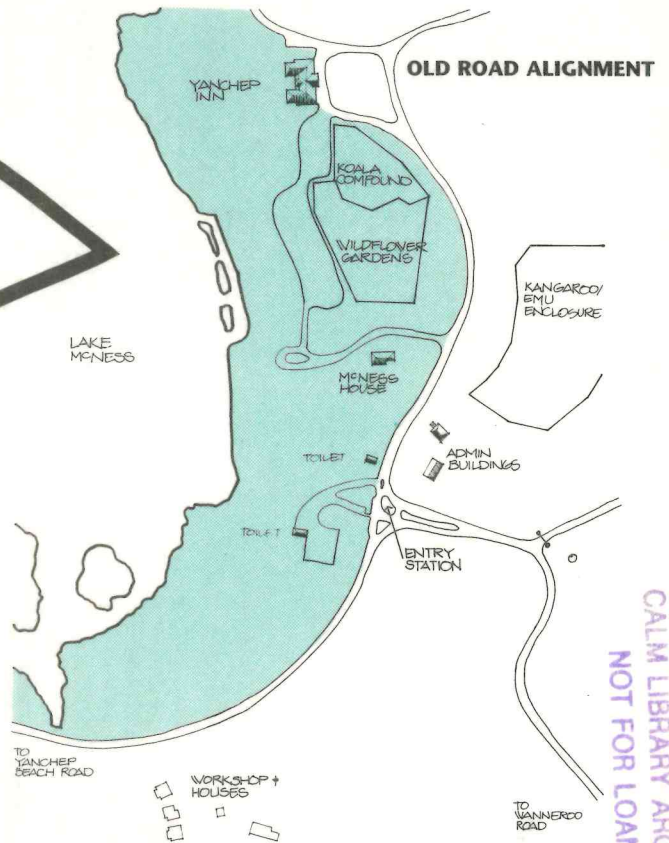 OLD ROAD ALIGNMENT
YANCHEP
INN
KOALA
COMPOUND
WILDFLOWER
GARDENS
KANGAROO/
EMU
ENCLOSURE
LAKE
MCNESS
MCNESS
HOUSE
TOILET
ADMIN
BUILDINGS
TOILET
ENTRY
STATION
TO
YANCHEP
BEACH ROAD
WORKSHOP +
HOUSES
TO
WANNEROO
ROAD
CALM LIBRARY
NOT FOR LOAN